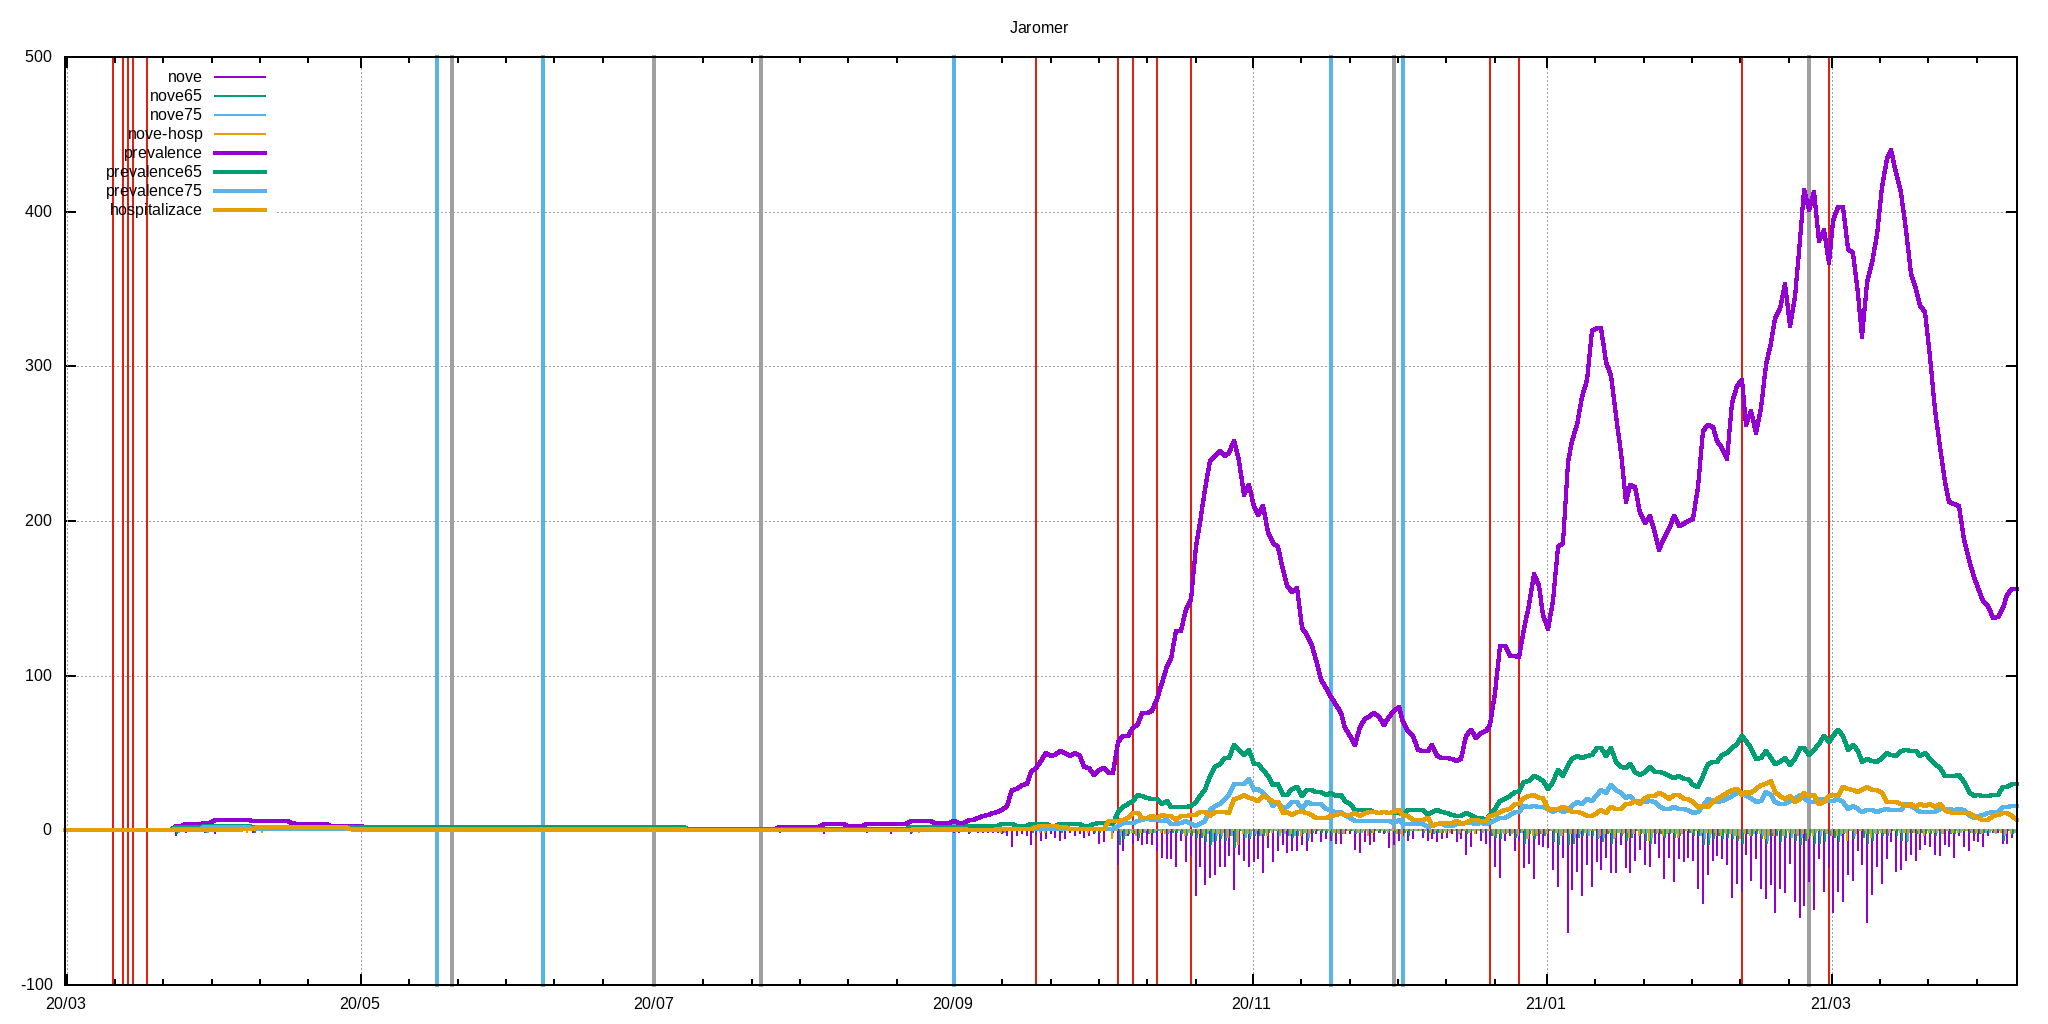 Jaromer
500
400
300
200
100
0
-100
nove
nove65
nove75
nove-hosp
prevalence
prevalence65
prevalence75
hospitalizace
20/03
20/05
20/07
20/09
20/11
21/01
21/03